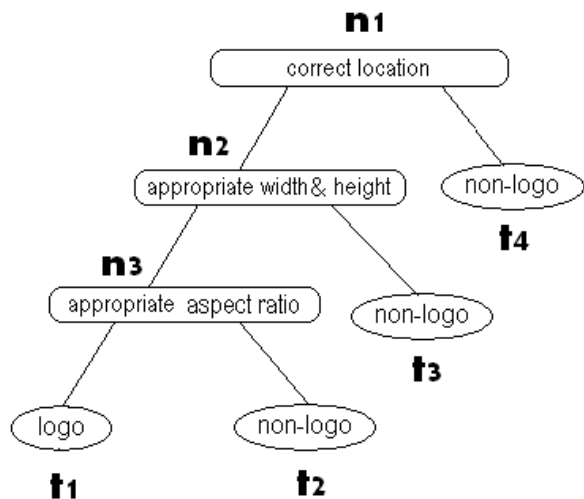 n1
correct location
n2
appropriate width & height
non-logo
t4
n3
appropriate aspect ratio
non-logo
t3
logo
non-logo
t1
t2